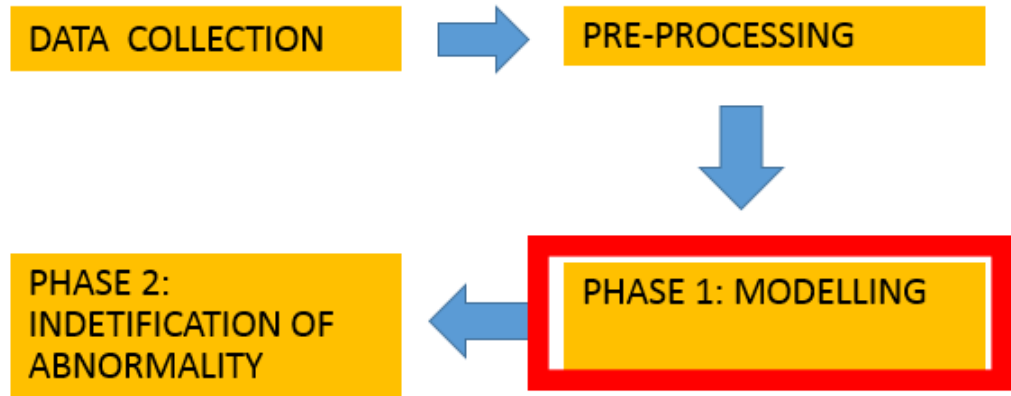 DATA COLLECTION
PRE-PROCESSING
PHASE 1: MODELLING
PHASE 2:
INDETIFICATION OF
ABNORMALITY